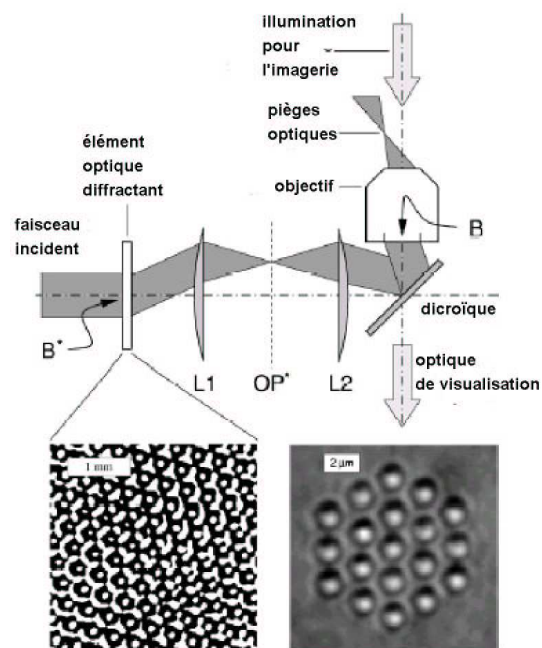 illumination
pour
l'imagerie
pièges
optiques
élément
optique
diffractant
objectif
faisceau
incident
B
B*
dicroïque
L1
OP*
L2
optique
de visualisation
1 mm
2 μm